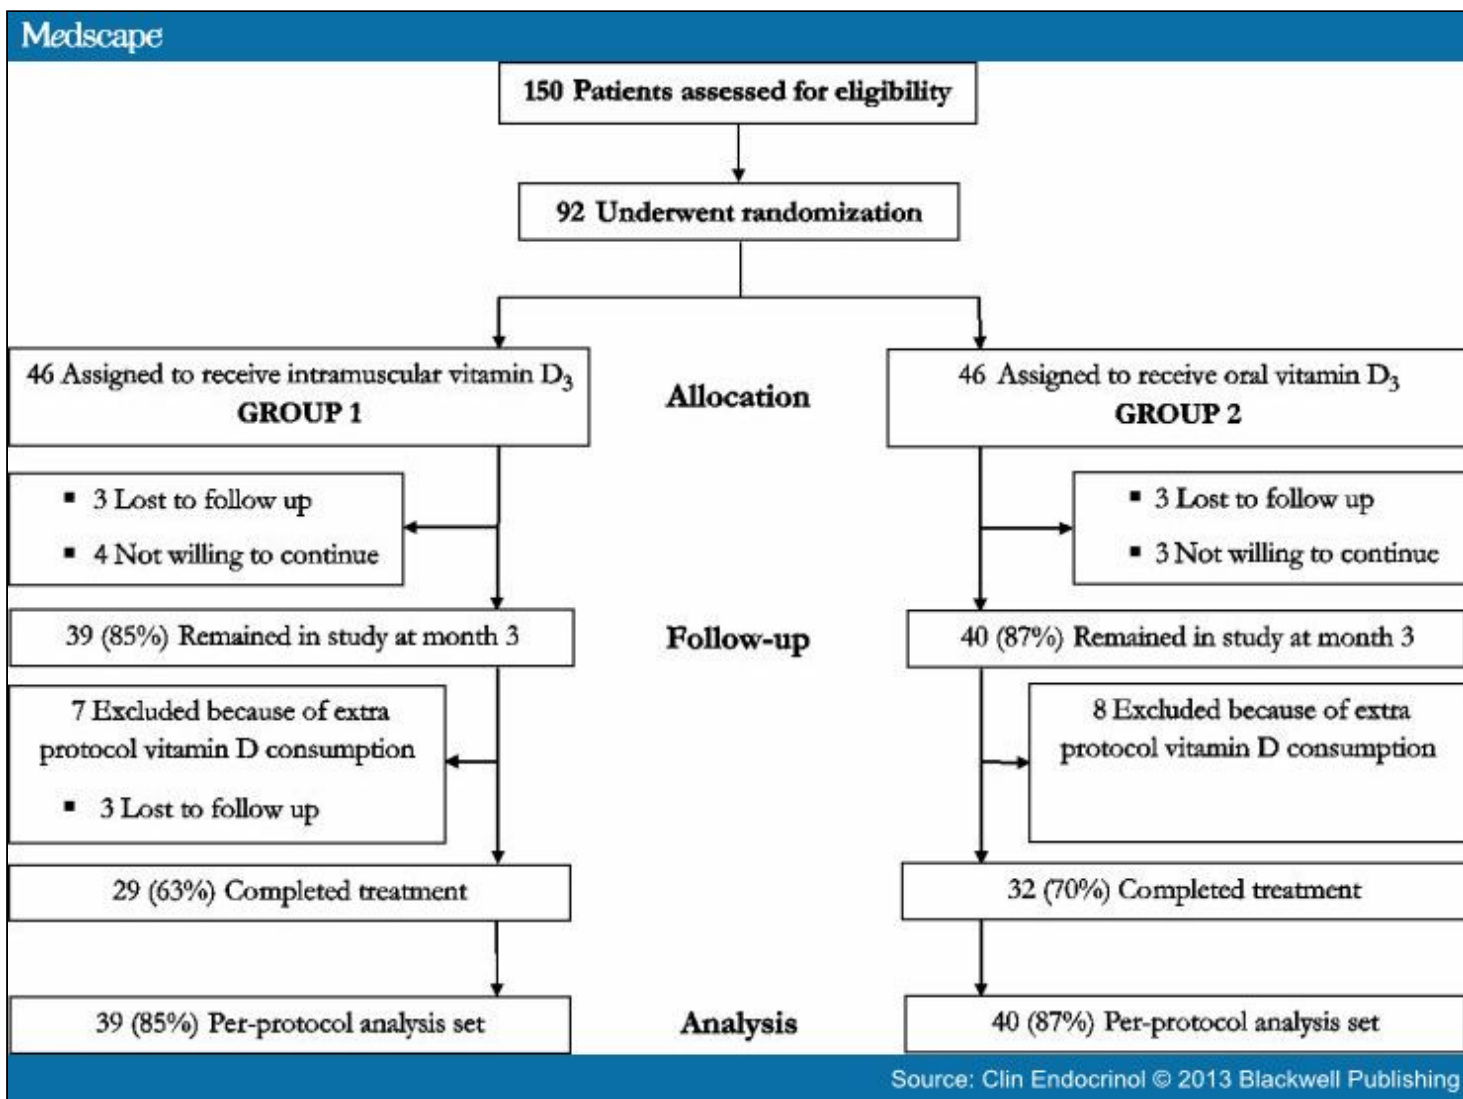 Medscape
150 Patients assessed for eligibility
92 Underwent randomization
46 Assigned to receive intramuscular vitamin D₃
GROUP 1
Allocation
46 Assigned to receive oral vitamin D₃
GROUP 2
▪ 3 Lost to follow up
▪ 4 Not willing to continue
▪ 3 Lost to follow up
▪ 3 Not willing to continue
39 (85%) Remained in study at month 3
Follow-up
40 (87%) Remained in study at month 3
7 Excluded because of extra
protocol vitamin D consumption
▪ 3 Lost to follow up
8 Excluded because of extra
protocol vitamin D consumption
29 (63%) Completed treatment
32 (70%) Completed treatment
39 (85%) Per-protocol analysis set
Analysis
40 (87%) Per-protocol analysis set
Source: Clin Endocrinol © 2013 Blackwell Publishing